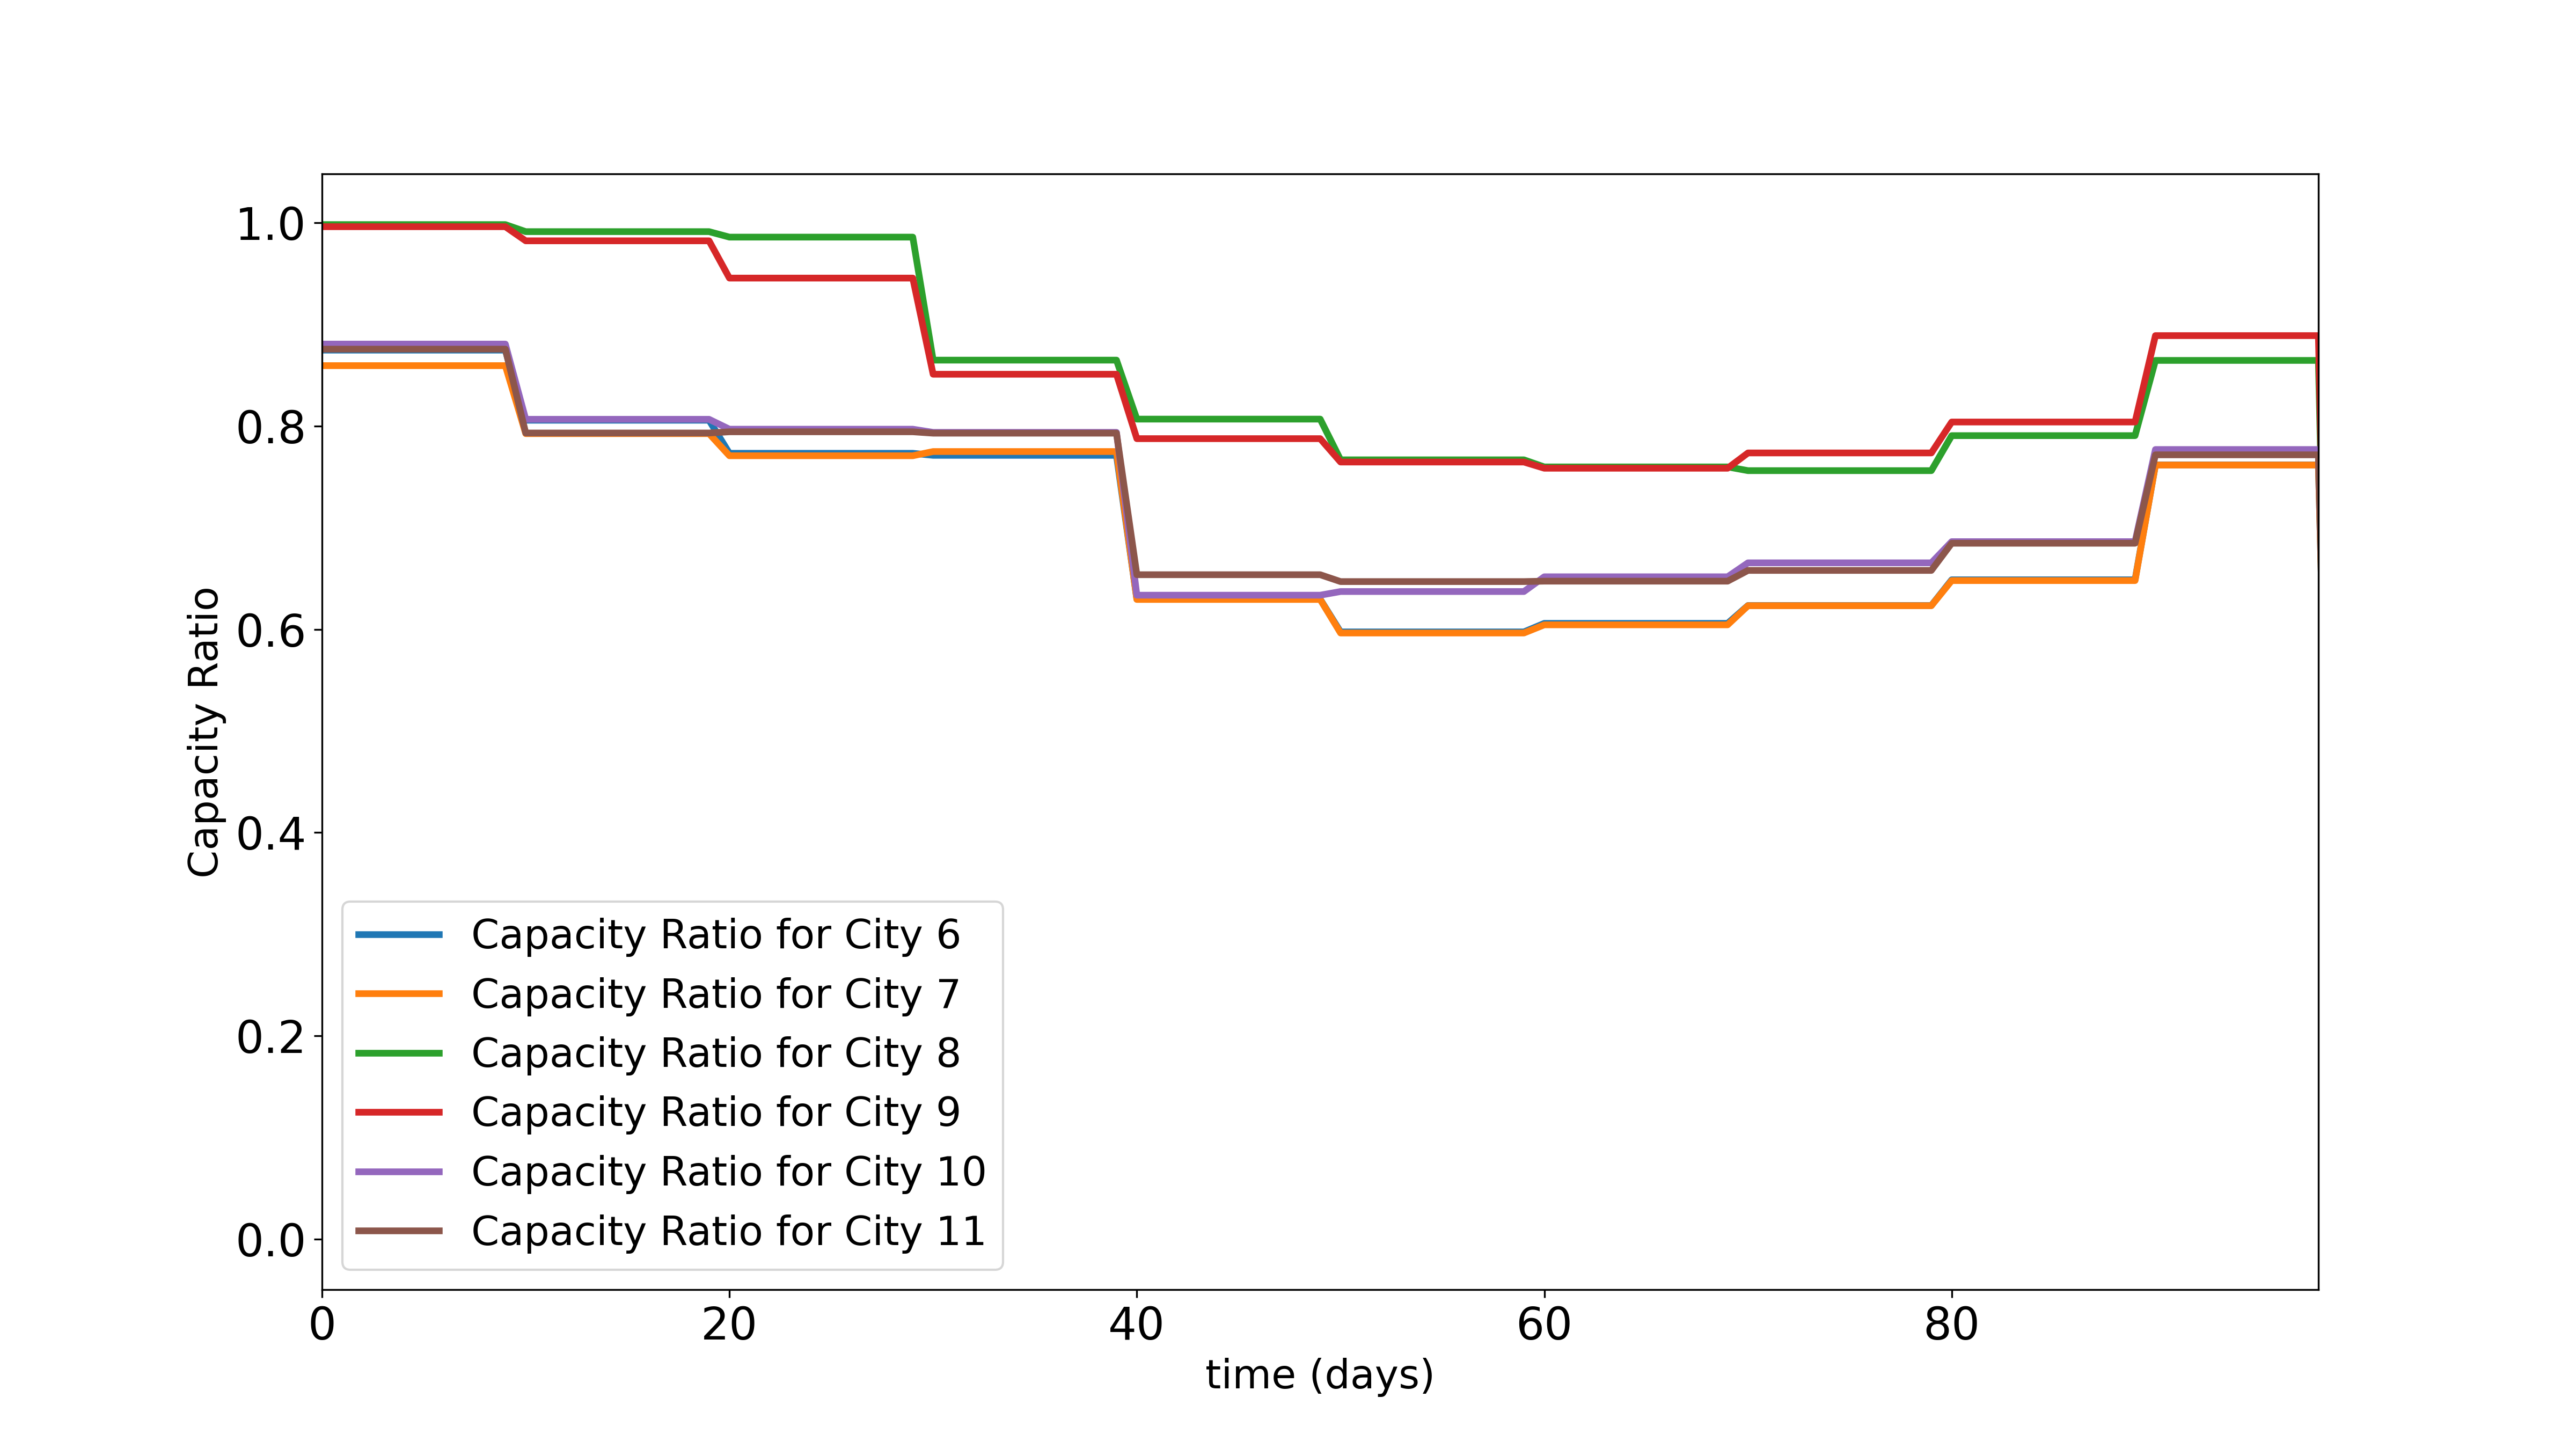 1.0
0.8
0.6
0.4
0.2
0.0
Capacity Ratio
Capacity Ratio for City 6
Capacity Ratio for City 7
Capacity Ratio for City 8
Capacity Ratio for City 9
Capacity Ratio for City 10
Capacity Ratio for City 11
0 20 40 60 80
time (days)